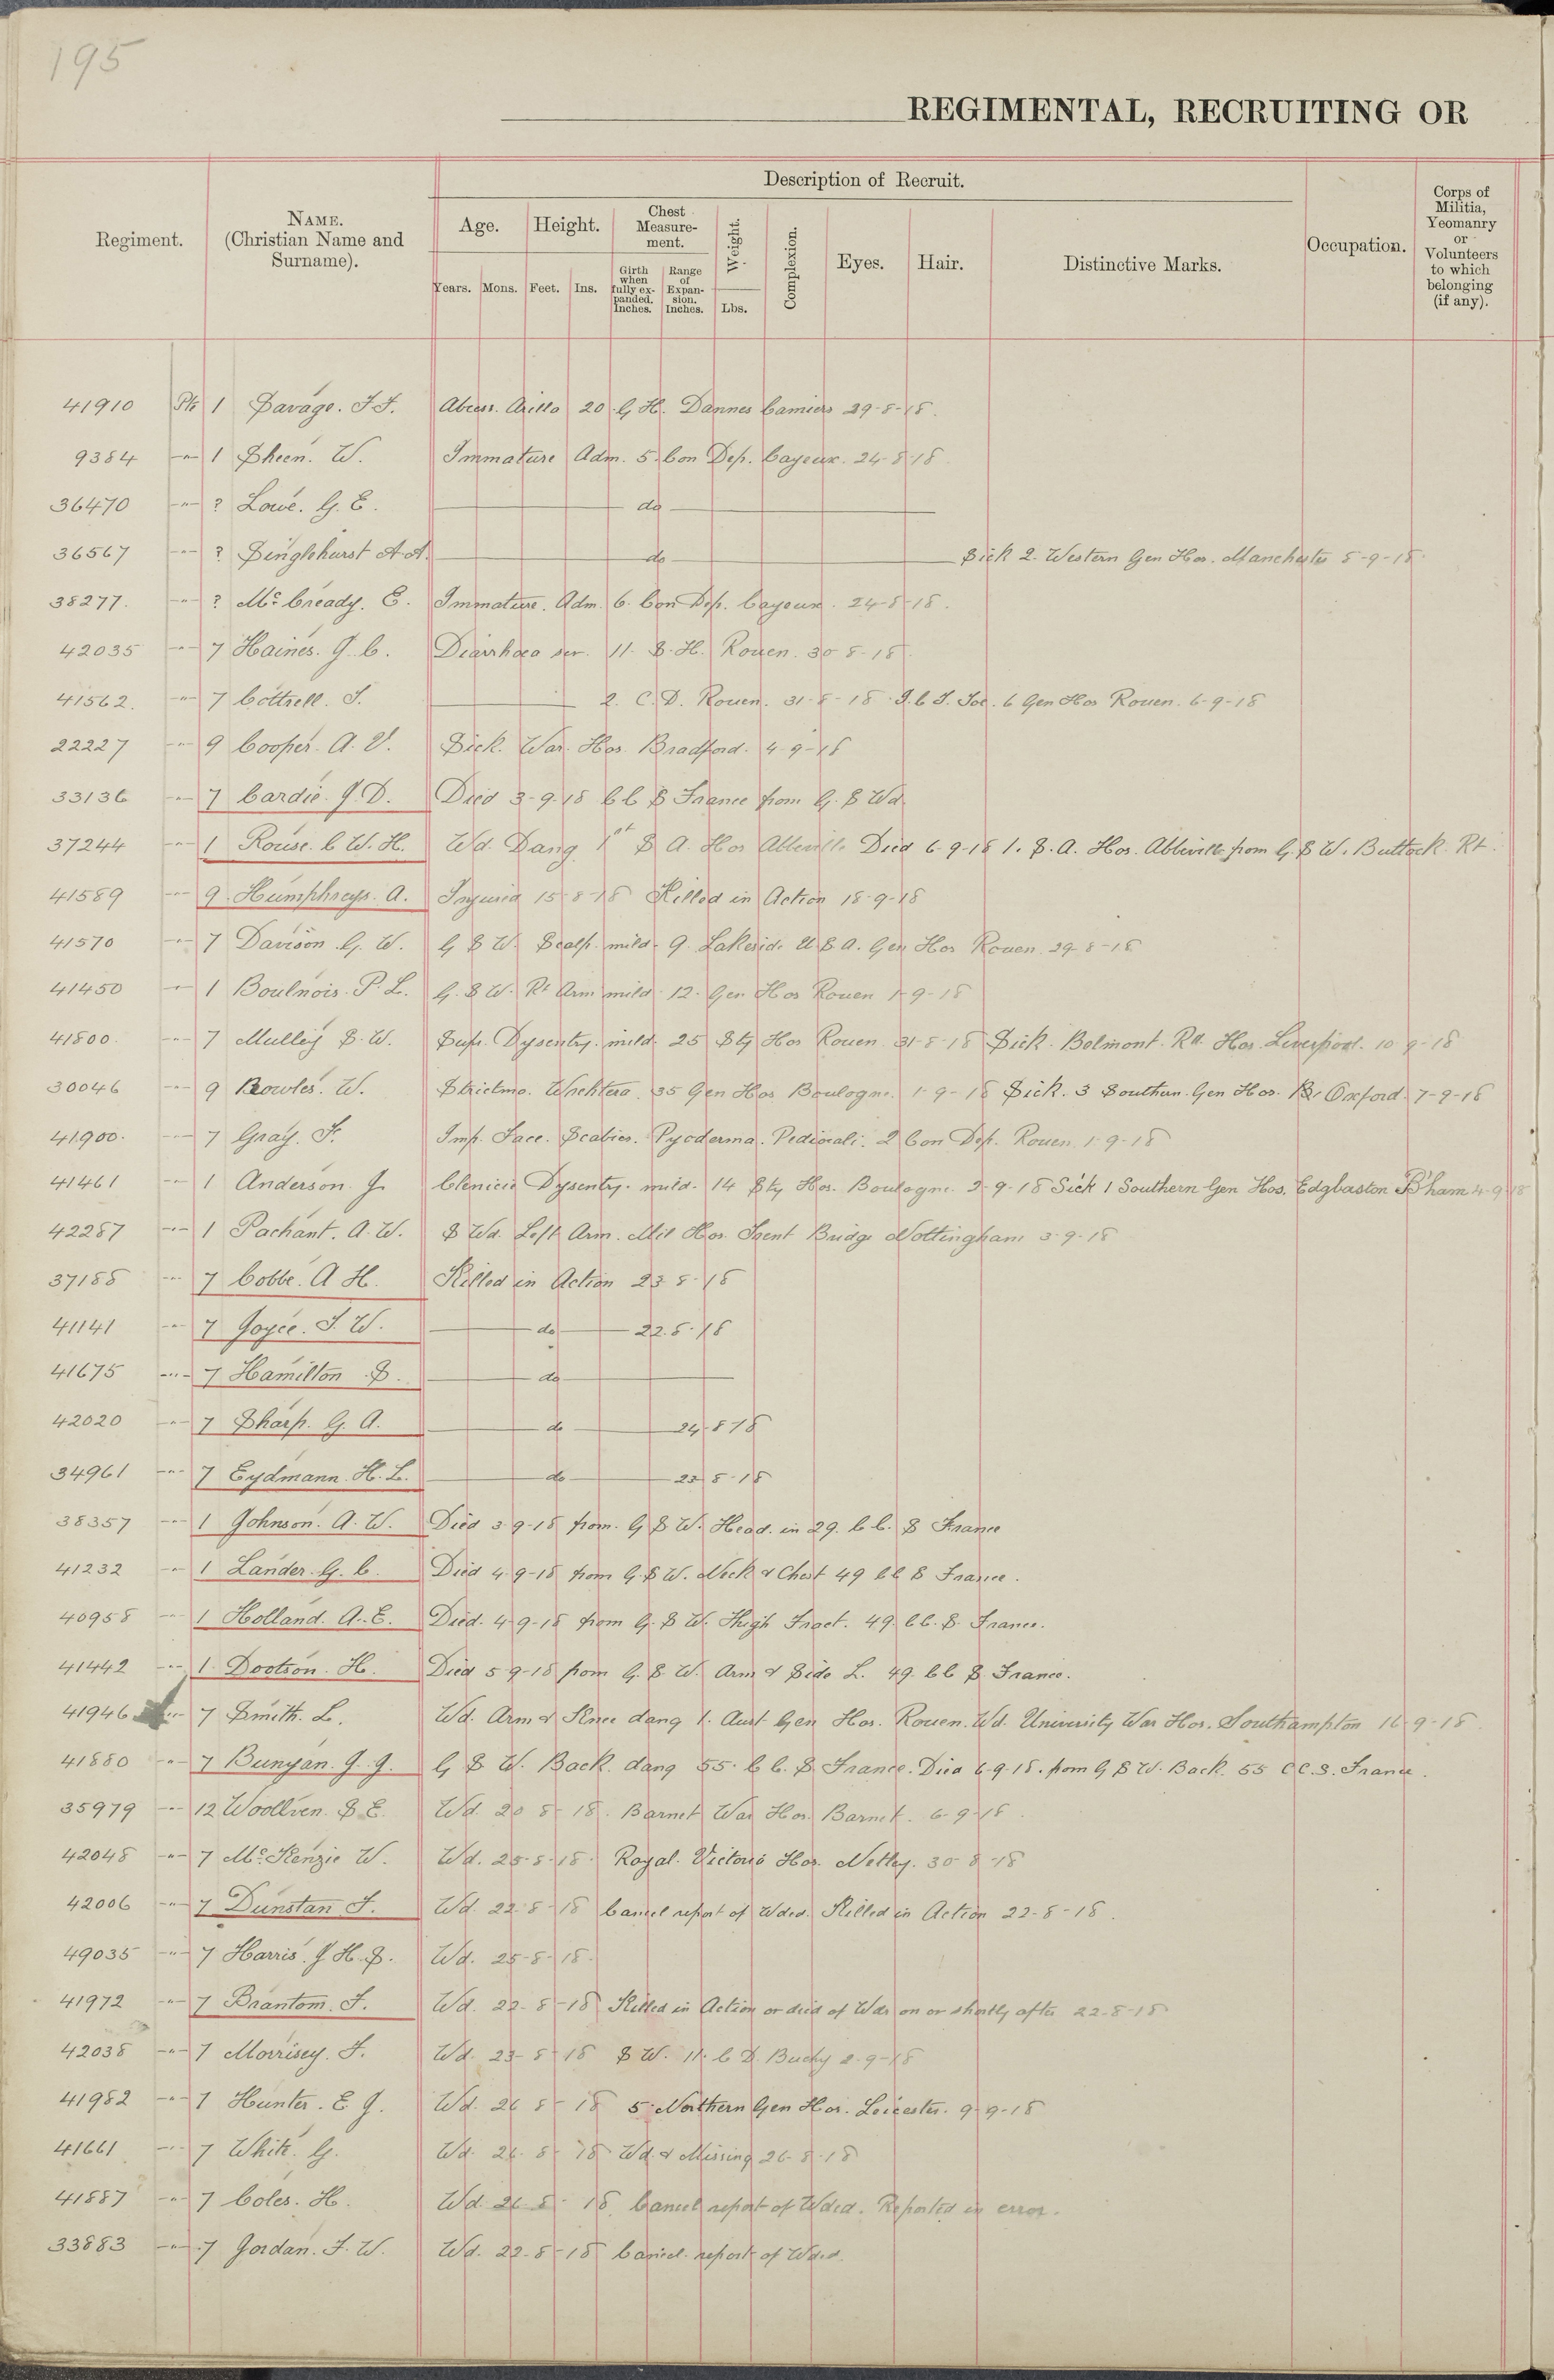 195
REGIMENTAL, RECRUITING OR
Description of Recruit.
Regiment.
NAME.
(Christian Name and
Surname).
Age.
Height.
Chest
Measure-
ment.
Weight.
Complexion.
Eyes.
Hair.
Distinctive Marks.
Occupation.
Corps of
Militia,
Yeomanry
or
Volunteers
to which
belonging
(if any).
Years.
Mons.
Feet.
Ins.
Girth
when
fully ex-
panded.
Inches.
Range
of
Expan-
sion.
Inches.
Lbs.
41910 Pte 1 Savage. F.F. Abcess. Axilla 20 G H. Dannes Camiers 29-8-18.
9384 -"- 1 Sheen. W. Immature Adm. 5. Con Dep. Cayeux. 24-8-18.
36470 -"- ? Lowe. G. E. do
36567 -"- ? Singlehurst A.A. do Sick 2. Western Gen Hos. Manchester 5-9-18.
38277. -"- ? Mc Cready. E. Immature. Adm. 6. Con Dep. Cayeux. 24-8-18.
42035 -"- 7 Haines. J. C. Diarrhoea sev. 11. S. H. Rouen. 30-8-18.
41562. -"- 7 Cottrell. J. 2. C.D. Rouen. 31-8-18 I.C.T. Toe. 6 Gen Hos Rouen. 6-9-18
22227 -"- 9 Cooper. A. V. Sick. War. Hos. Bradford. 4-9-18
33136 -"- 7 Cardie. J. D. Died 3-9-18 C C S France from G. S Wd.
37244 -"- 1 Rouse. C. W. H. Wd. Dang 1st S A. Hos Abbeville Died 6-9-18 1. S. A. Hos. Abbeville from G. S W. Buttock Rt.
41589 -"- 9. Humphreys. A. Injured 15-8-18 Killed in Action 18-9-18
41570 -"- 7 Davison. G. W. G S W. Scalp. mild. 9. Lakeside U.S.A. Gen Hos Rouen. 29-8-18
41450 -"- 1 Boulnois. P. L. G. S W. Rt Arm mild. 12. Gen Hos Rouen 1-9-18
41800. -"- 7 Mulley S. W. Sup. Dysentry. mild. 25 Sty Hos Rouen. 31-8-18 Sick. Belmont. Rd. Hos. Liverpool. 10-9-18
30046 -"- 9 Bowles. W. 35 Gen Hos Boulogne. 1-9-18 Sick. 3 Southern. Gen Hos. Oxford. 7-9-18
41900. -"- 7 Gray. F. Imp. Face. Scabies. Pyoderma. Pediculi. 2 Con Dep. Rouen. 1-9-18
41461 -"- 1 Anderson. J. Clenicie Dysentry. mild. 14 Sty Hos. Boulogne. 2-9-18 Sick 1 Southern Gen Hos. Edgbaston B'ham 4-9-18
42287 -"- 1 Pachant. A. W. S Wd. Left Arm. Mil Hos. Trent Bridge Nottingham 3-9-18
37188 -"- 7 Cobbe. A H. Killed in Action 23-8-18
41141 -"- 7 Joyce. T. W. do 22.8.18
41675 -"- 7 Hamilton S. do
42020 -"- 7 Sharp. G. A. do 24-8-18
34961 -"- 7 Eydmann. H. L. do 23-8-18
38357 -"- 1 Johnson. A. W. Died 3-9-18 from. G S W. Head. in 29. C.C. S France
41232 -"- 1 Lander. G. C. Died 4-9-18 from G. S W. Neck & Chest 49 C C S France.
40958 -"- 1 Holland. A. E. Died. 4-9-18 from G. S W. Thigh Fract. 49. C C. S. France.
41442 -"- 1. Dootson. H. Died 5-9-18 from G. S. W. Arm & Side L. 49. C C S. France.
41946 -"- 7 Smith. L. Wd. Arm & Knee dang 1. Aust Gen Hos. Rouen. Wd. University War Hos. Southampton 16-9-18.
41880 -"- 7 Bunyan. J. J. G S W. Back. dang 55. C C. S. France. Died 6-9-18. from G S W. Back. 55 C C.S. France.
35979 -"- 12 Woollven. S E. Wd. 20-8-18. Barnet War Hos. Barnet. 6-9-18.
42048 -"- 7 Mc Kenzie W. Wd. 25-8-18. Royal. Victoria Hos. Netley. 30-8-18
42006 -"- 7 Dunstan F. Wd. 22-8-18 Cancel report of Wded. Killed in Action 22-8-18.
49035 -"- 7 Harris. J H. S. Wd. 25-8-18.
41972 -"- 7 Brantom. F. Wd. 22-8-18 Killed in Action or died of Wds on or shortly after 22-8-18
42038 -"- 7 Morrisey. F. Wd. 23-8-18 S W. 11. C D. Buchy 2-9-18
41982 -"- 7 Hunter. E J. Wd. 26-8-18 5 Northern Gen Hos. Leicester. 9-9-18
41661 -"- 7 White. G. Wd. 26-8-18. Wd & Missing 26-8-18
41887 -"- 7 Coles. H. Wd. 26-8-18. Cancel report of Wded. Reported in error.
33883 -"- 7 Jordan. F. W. Wd. 22-8-18 Cancel. report of Wded.